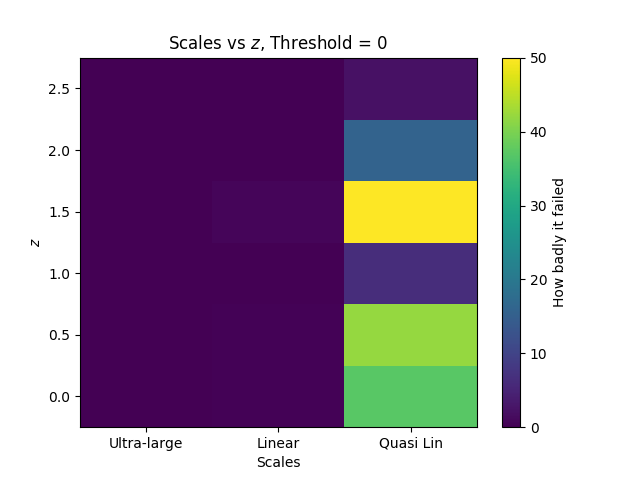 Scales vs z, Threshold = 0
2.5
2.0
1.5
1.0
0.5
0.0
z
Ultra-large
Linear
Quasi Lin
Scales
50
40
30
20
10
0
How badly it failed